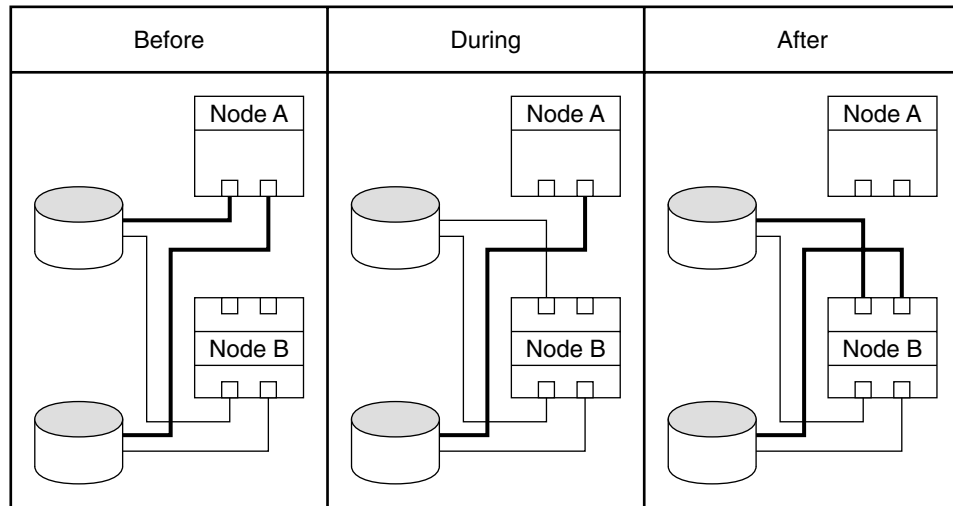 Before
During
After
Node A
Node A
Node A
Node B
Node B
Node B